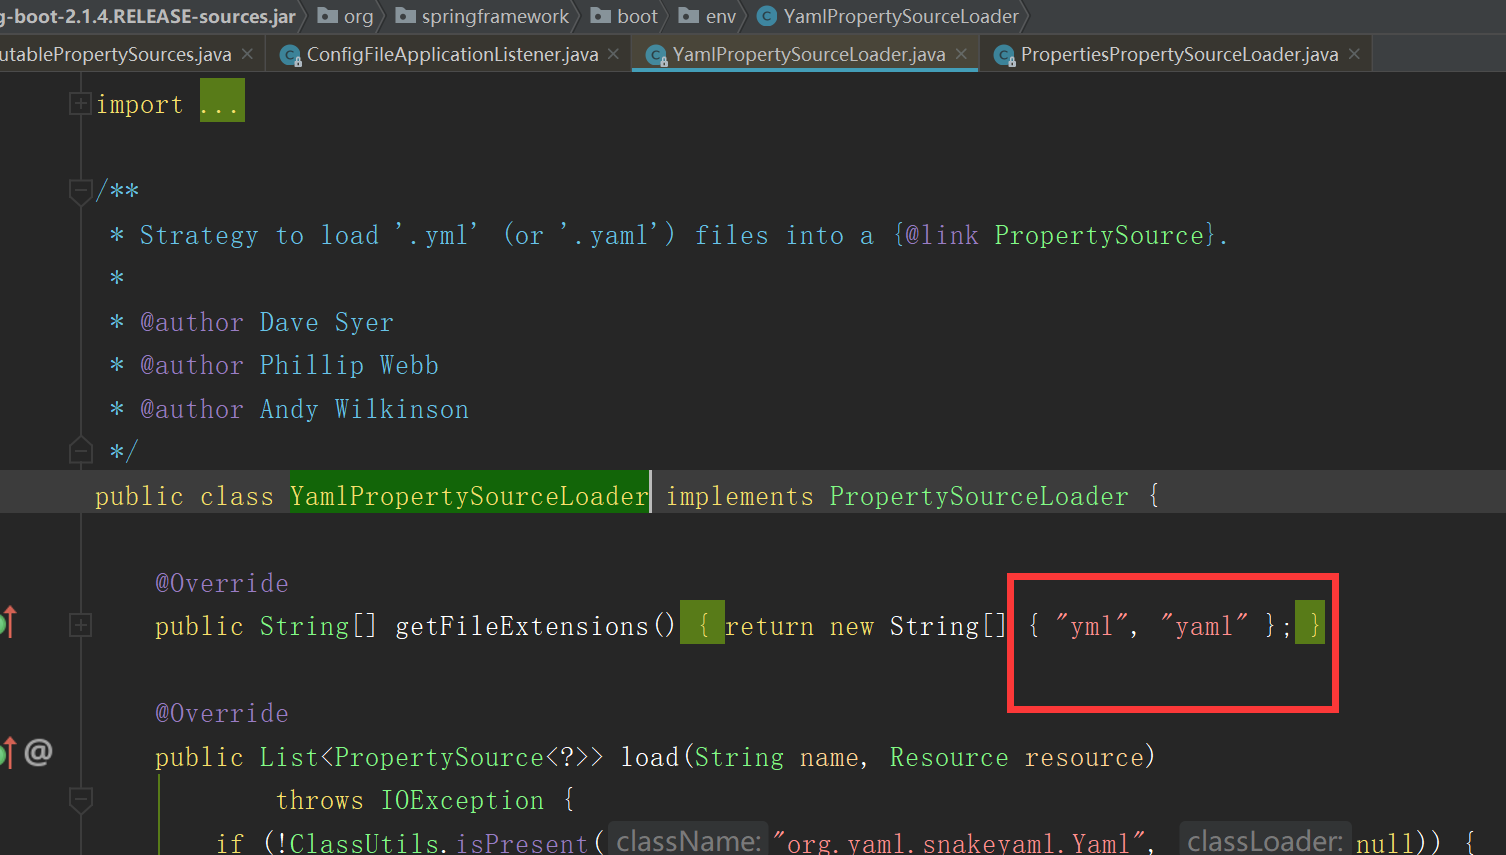 g-boot-2.1.4.RELEASE-sources.jar org springframework boot env YamlPropertySourceLoader
utablePropertySources.java ConfigFileApplicationListener.java YamlPropertySourceLoader.java PropertiesPropertySourceLoader.java
import ...
/**
* Strategy to load '.yml' (or '.yaml') files into a {@link PropertySource}.
*
* @author Dave Syer
* @author Phillip Webb
* @author Andy Wilkinson
*/
public class YamlPropertySourceLoader implements PropertySourceLoader {
@Override
public String[] getFileExtensions() { return new String[] { "yml", "yaml" }; }
@Override
public List<PropertySource<?>> load(String name, Resource resource)
throws IOException {
if (!ClassUtils.isPresent( className: "org.yaml.snakeyaml.Yaml", classLoader: null)) {